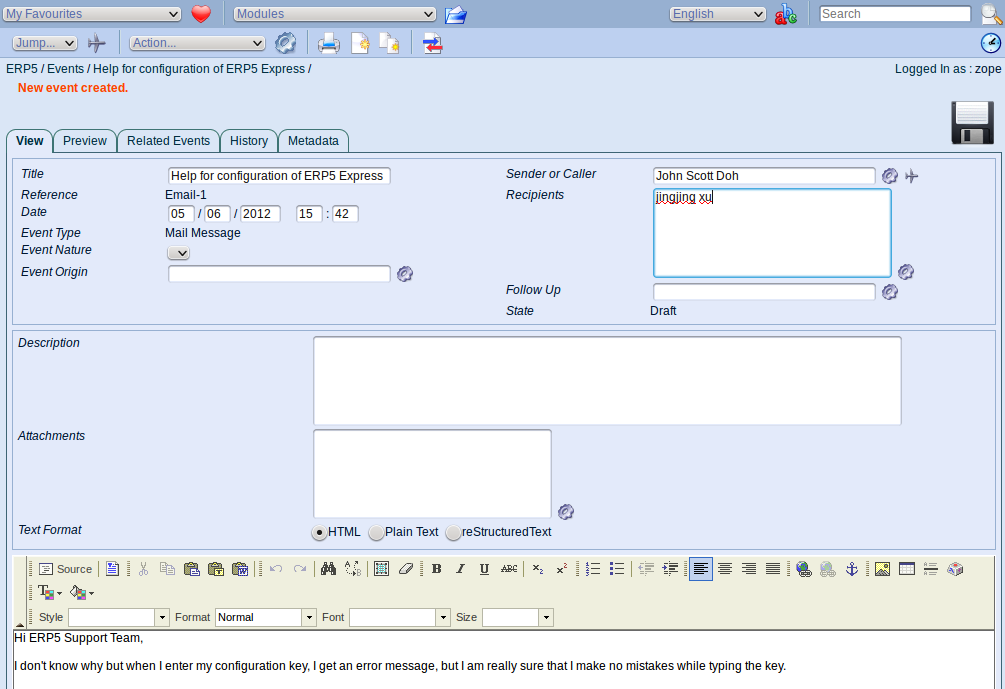 My Favourites Modules English Search
Jump... Action...
ERP5 / Events / Help for configuration of ERP5 Express / Logged In as : zope
New event created.
View Preview Related Events History Metadata
Title Help for configuration of ERP5 Express Sender or Caller John Scott Doh
Reference Email-1 Recipients jingjing xu
Date 05 / 06 / 2012 15 : 42
Event Type Mail Message
Event Nature
Event Origin
Follow Up
State Draft
Description
Attachments
Text Format HTML Plain Text reStructuredText
Source B I U ABC x₂ x²
Style Format Normal Font Size
Hi ERP5 Support Team,
I don't know why but when I enter my configuration key, I get an error message, but I am really sure that I make no mistakes while typing the key.